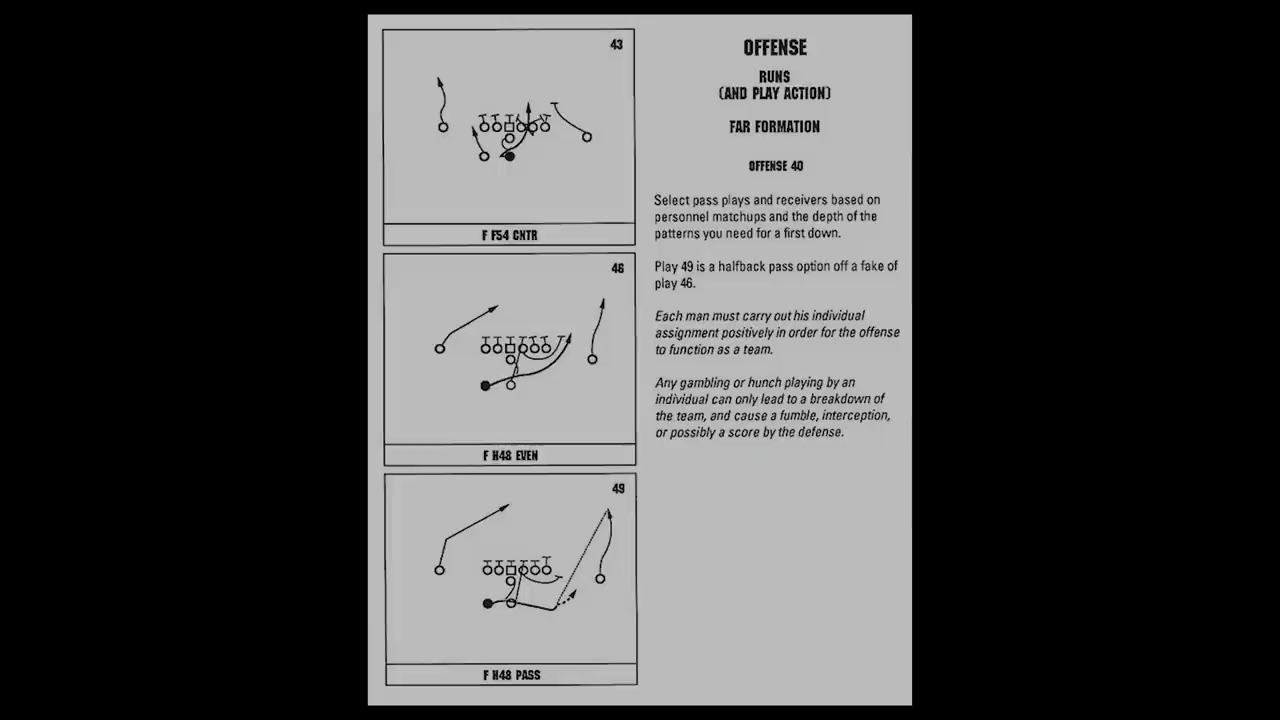 43
F F54 CNTR
46
F H48 EVEN
49
F H48 PASS
OFFENSE
RUNS
(AND PLAY ACTION)
FAR FORMATION
OFFENSE 40
Select pass plays and receivers based on
personnel matchups and the depth of the
patterns you need for a first down.
Play 49 is a halfback pass option off a fake of
play 46.
Each man must carry out his individual
assignment positively in order for the offense
to function as a team.
Any gambling or hunch playing by an
individual can only lead to a breakdown of
the team, and cause a fumble, interception,
or possibly a score by the defense.